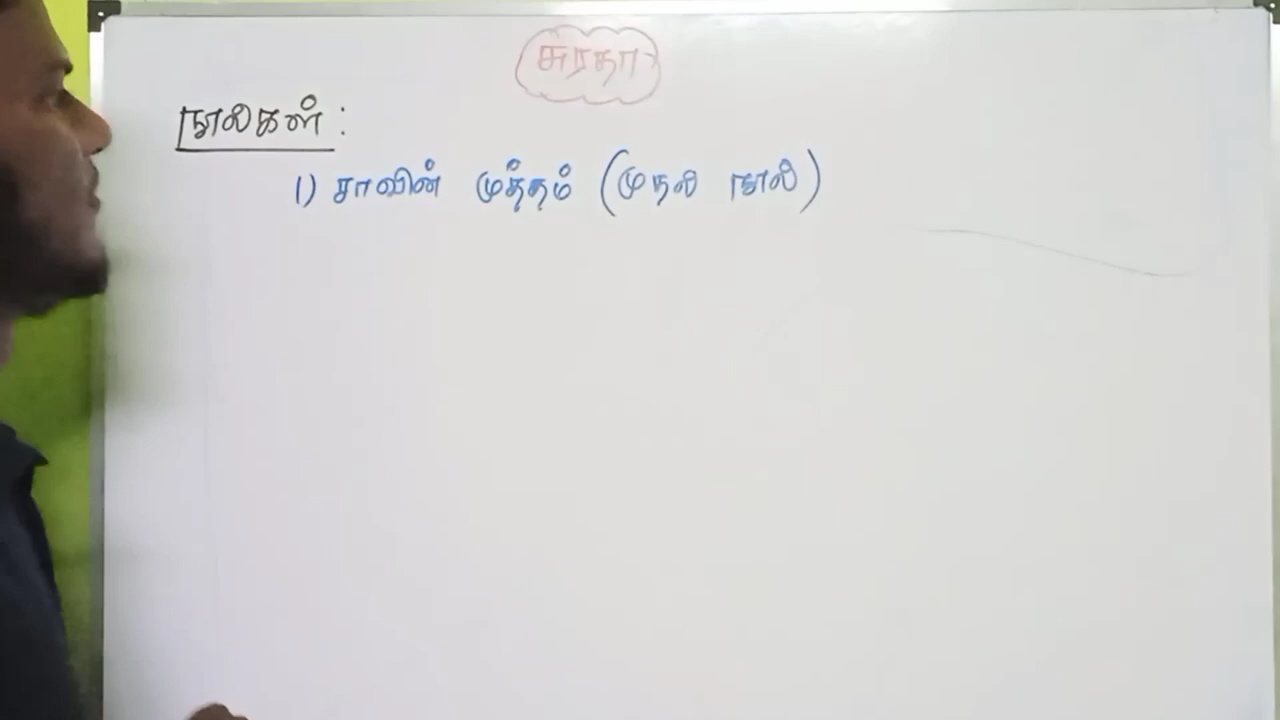 சுரதா
நூல்கள் :
1) சாவின் முத்தம் (முதல் நூல்)